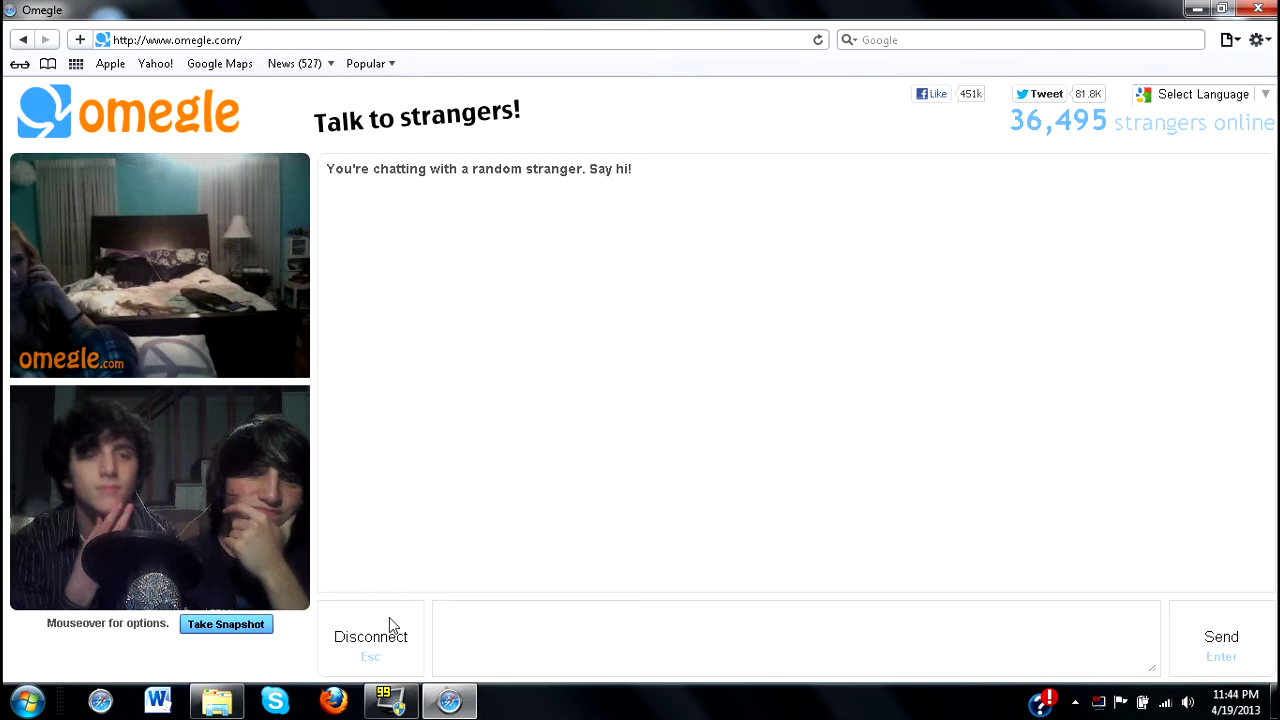 Omegle
http://www.omegle.com/
Google
Apple Yahoo! Google Maps News (527) Popular
omegle
Talk to strangers!
Like 451k Tweet 81.8K Select Language
36,495 strangers online
You're chatting with a random stranger. Say hi!
omegle.com
Mouseover for options. Take Snapshot
Disconnect
Esc
Send
Enter
99
11:44 PM
4/19/2013